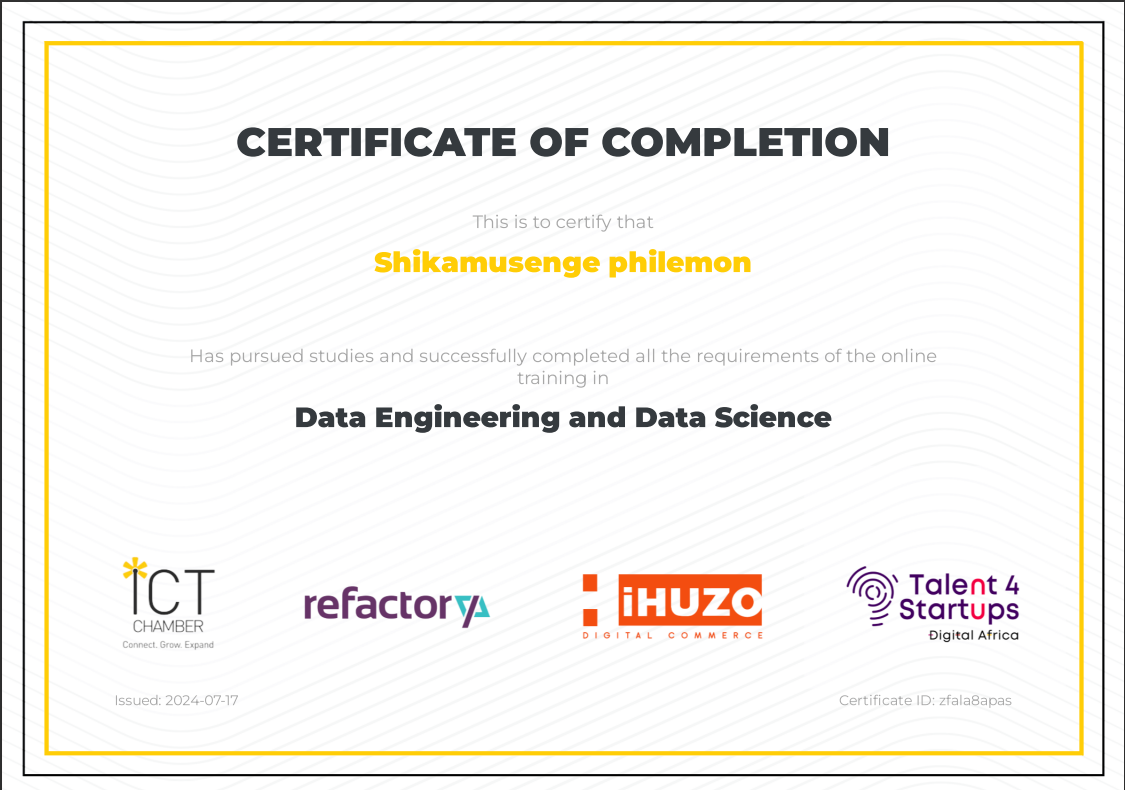 CERTIFICATE OF COMPLETION
This is to certify that
Shikamusenge philemon
Has pursued studies and successfully completed all the requirements of the online
training in
Data Engineering and Data Science
iCT
CHAMBER
Connect. Grow. Expand
refactory
iHUZO
DIGITAL COMMERCE
Talent 4
Startups
Digital Africa
Issued: 2024-07-17
Certificate ID: zfala8apas